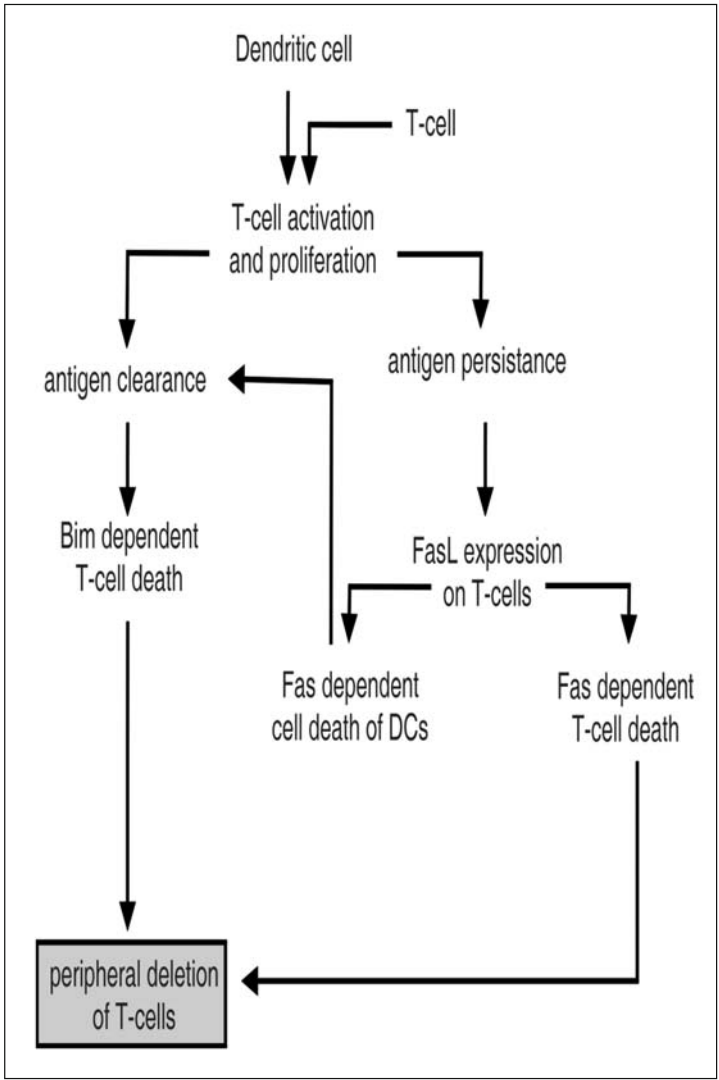 Dendritic cell
T-cell
T-cell activation
and proliferation
antigen clearance
antigen persistance
Bim dependent
T-cell death
FasL expression
on T-cells
Fas dependent
cell death of DCs
Fas dependent
T-cell death
peripheral deletion
of T-cells